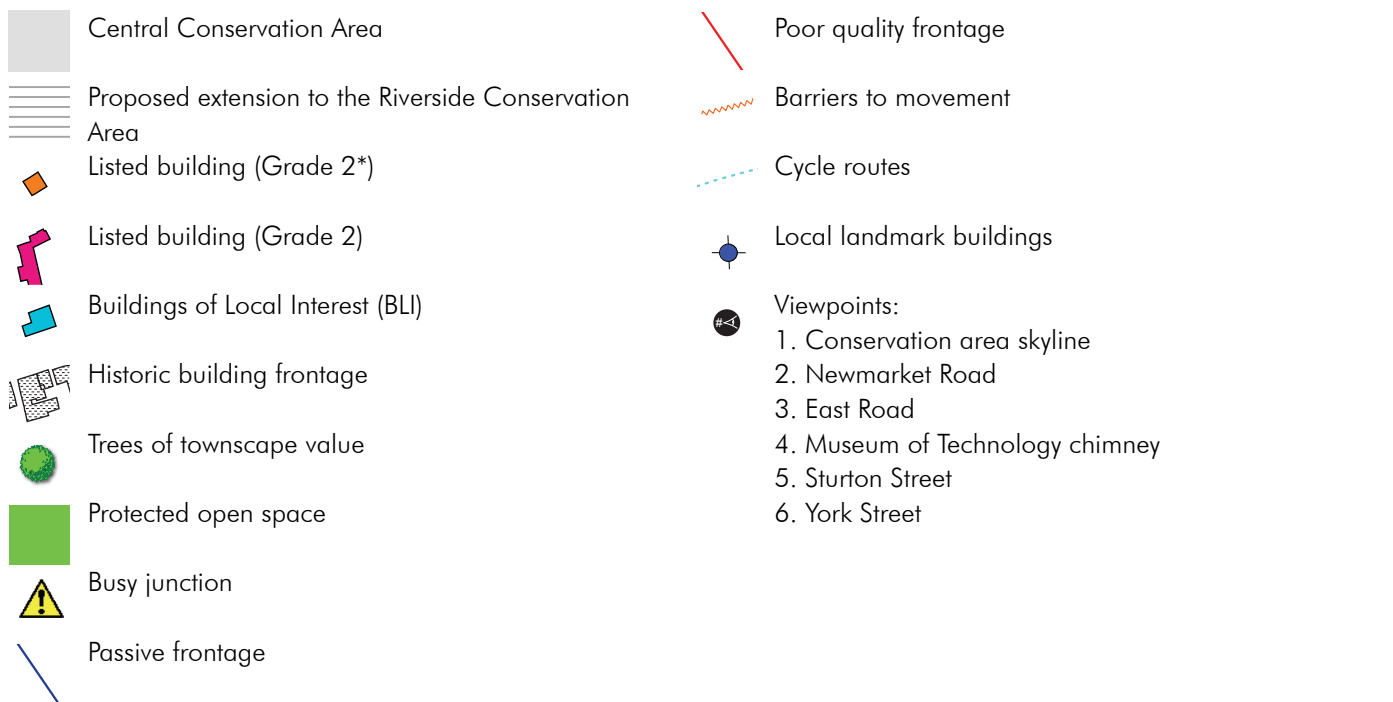 Central Conservation Area
Proposed extension to the Riverside Conservation
Area
Listed building (Grade 2*)
Listed building (Grade 2)
Buildings of Local Interest (BLI)
Historic building frontage
Trees of townscape value
Protected open space
Busy junction
Passive frontage
Poor quality frontage
Barriers to movement
Cycle routes
Local landmark buildings
#
Viewpoints:
1. Conservation area skyline
2. Newmarket Road
3. East Road
4. Museum of Technology chimney
5. Sturton Street
6. York Street